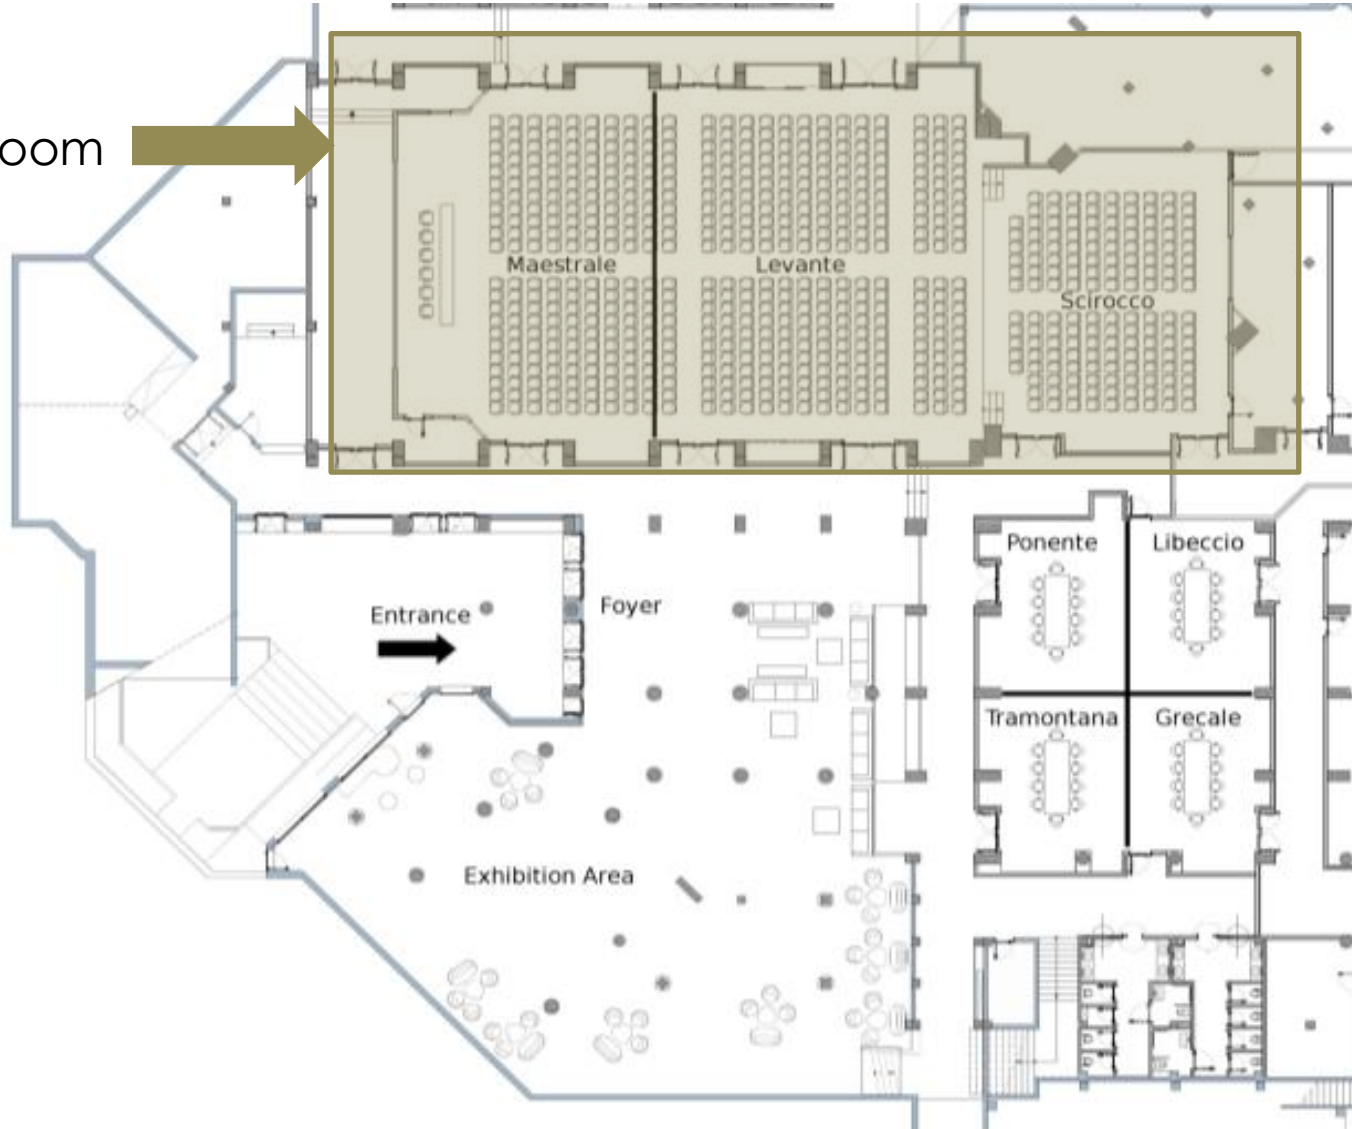 oom
Maestrale
Levante
Scirocco
Ponente
Libeccio
Entrance
Foyer
Tramontana
Grecale
Exhibition Area